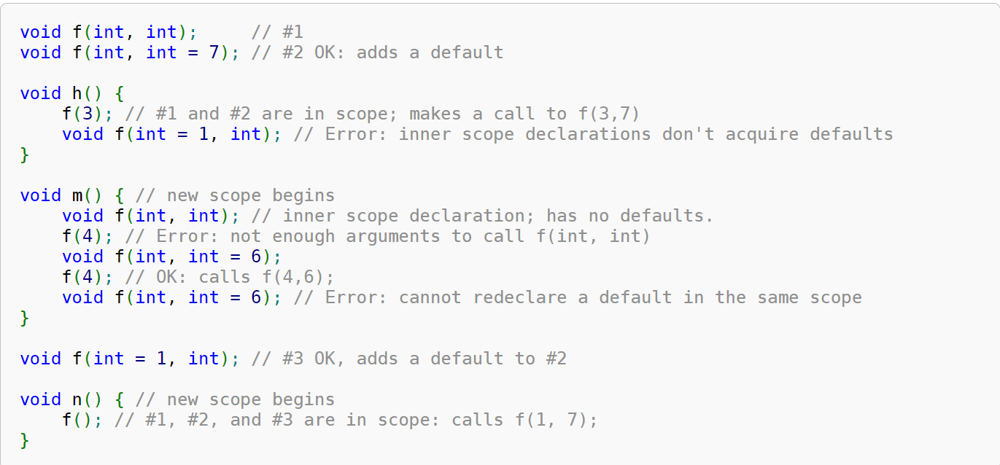 void f(int, int);     // #1
void f(int, int = 7); // #2 OK: adds a default
void h() {
    f(3); // #1 and #2 are in scope; makes a call to f(3,7)
    void f(int = 1, int); // Error: inner scope declarations don't acquire defaults
}
void m() { // new scope begins
    void f(int, int); // inner scope declaration; has no defaults.
    f(4); // Error: not enough arguments to call f(int, int)
    void f(int, int = 6);
    f(4); // OK: calls f(4,6);
    void f(int, int = 6); // Error: cannot redeclare a default in the same scope
}
void f(int = 1, int); // #3 OK, adds a default to #2
void n() { // new scope begins
    f(); // #1, #2, and #3 are in scope: calls f(1, 7);
}